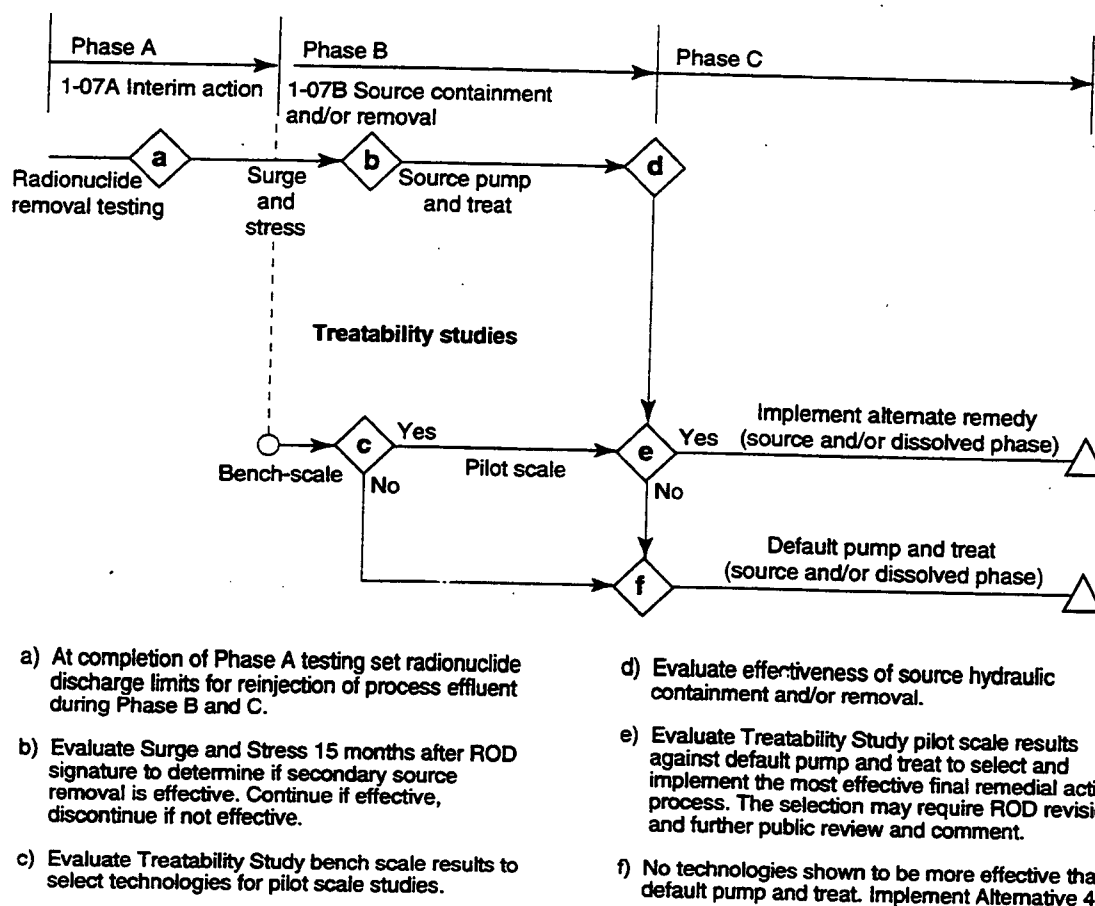 Phase A
Phase B
Phase C
1-07A Interim action
1-07B Source containment
and/or removal
a
b
d
Radionuclide
removal testing
Surge
and
stress
Source pump
and treat
Treatability studies
Bench-scale
c
Yes
No
Pilot scale
e
Yes
No
Implement alternate remedy
(source and/or dissolved phase)
f
Default pump and treat
(source and/or dissolved phase)
a) At completion of Phase A testing set radionuclide
discharge limits for reinjection of process effluent
during Phase B and C.
b) Evaluate Surge and Stress 15 months after ROD
signature to determine if secondary source
removal is effective. Continue if effective,
discontinue if not effective.
c) Evaluate Treatability Study bench scale results to
select technologies for pilot scale studies.
d) Evaluate effectiveness of source hydraulic
containment and/or removal.
e) Evaluate Treatability Study pilot scale results
against default pump and treat to select and
implement the most effective final remedial
process. The selection may require ROD
and further public review and comment.
f) No technologies shown to be more effective
default pump and treat. Implement Alternative 4